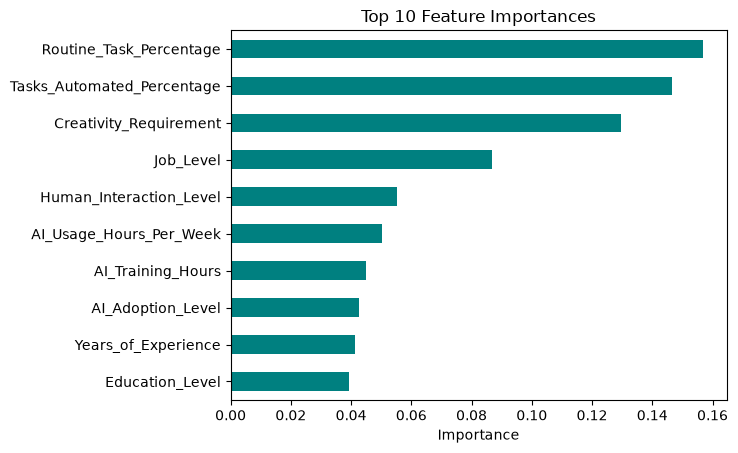 Top 10 Feature Importances
Routine_Task_Percentage
Tasks_Automated_Percentage
Creativity_Requirement
Job_Level
Human_Interaction_Level
AI_Usage_Hours_Per_Week
AI_Training_Hours
AI_Adoption_Level
Years_of_Experience
Education_Level
0.00 0.02 0.04 0.06 0.08 0.10 0.12 0.14 0.16
Importance